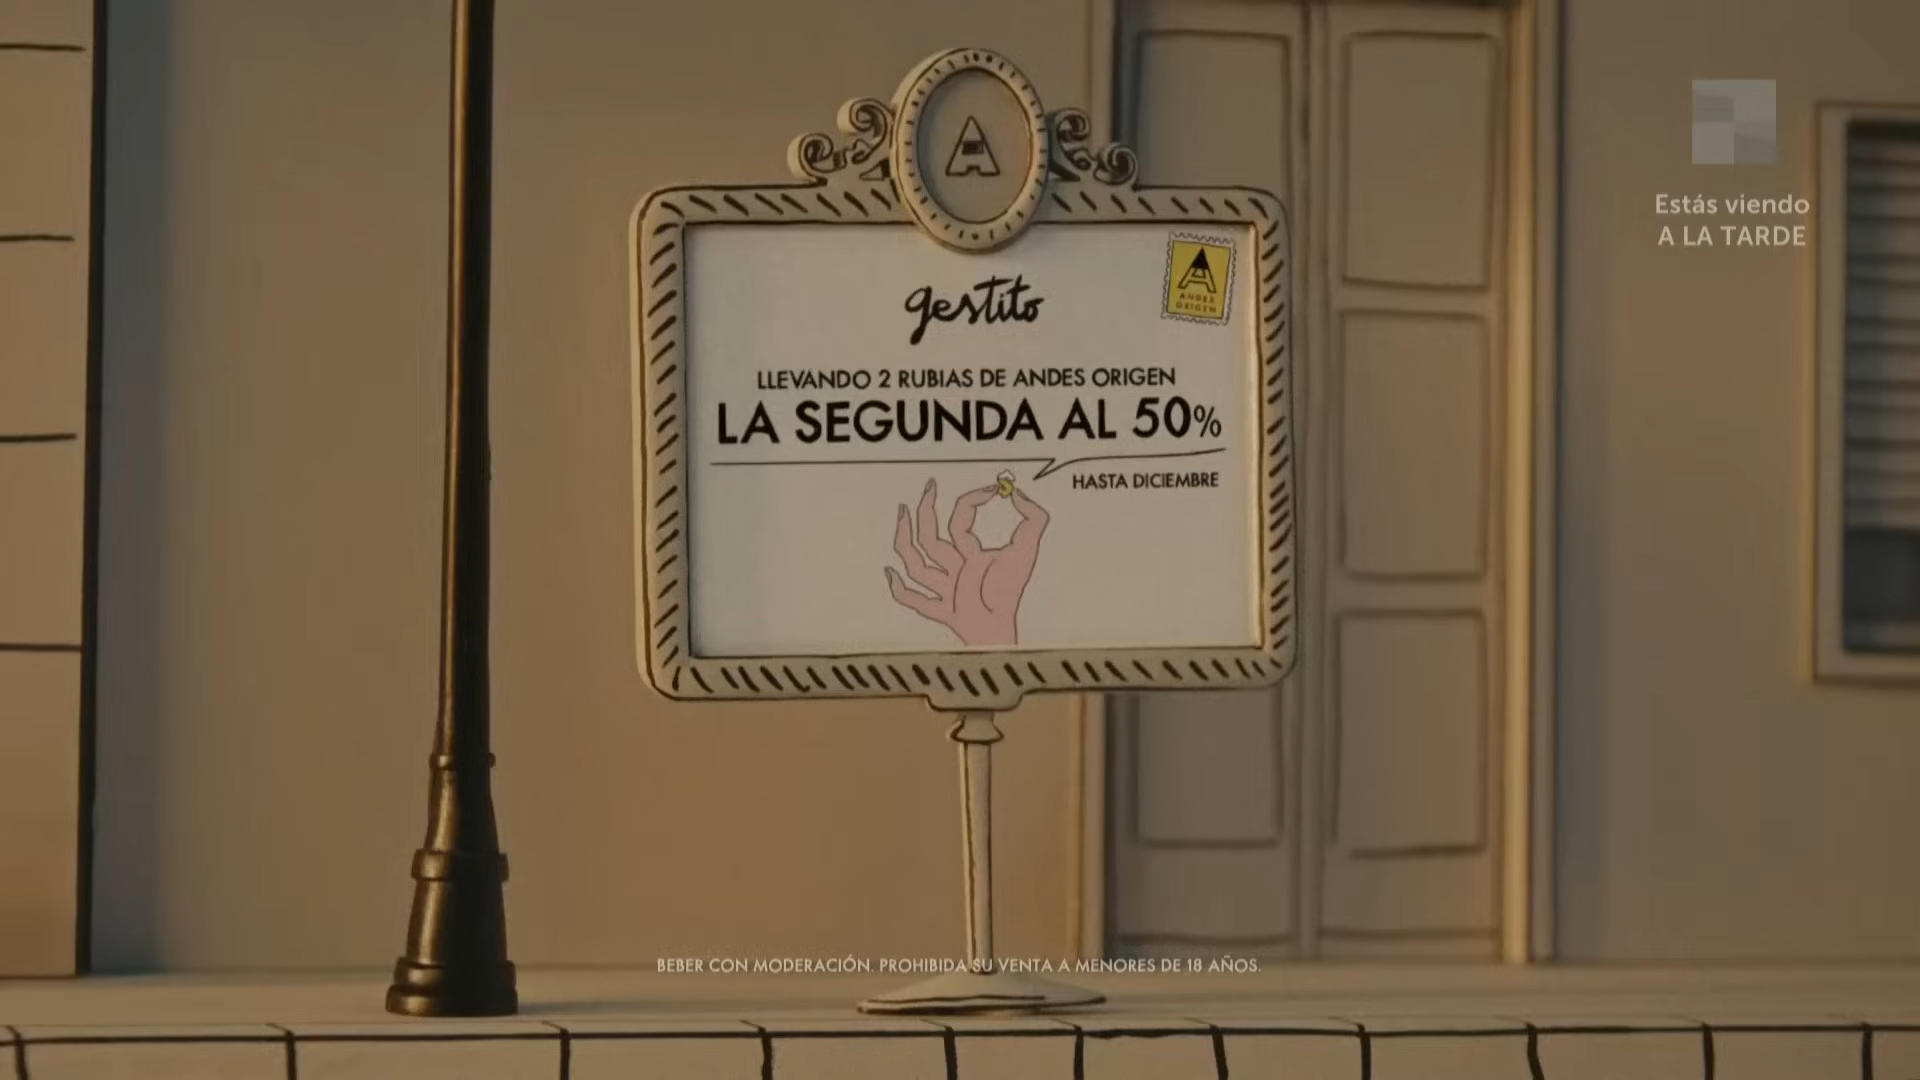 Estás viendo
A LA TARDE
A
A
ANDES
ORIGEN
gestito
LLEVANDO 2 RUBIAS DE ANDES ORIGEN
LA SEGUNDA AL 50%
HASTA DICIEMBRE
BEBER CON MODERACIÓN. PROHIBIDA SU VENTA A MENORES DE 18 AÑOS.